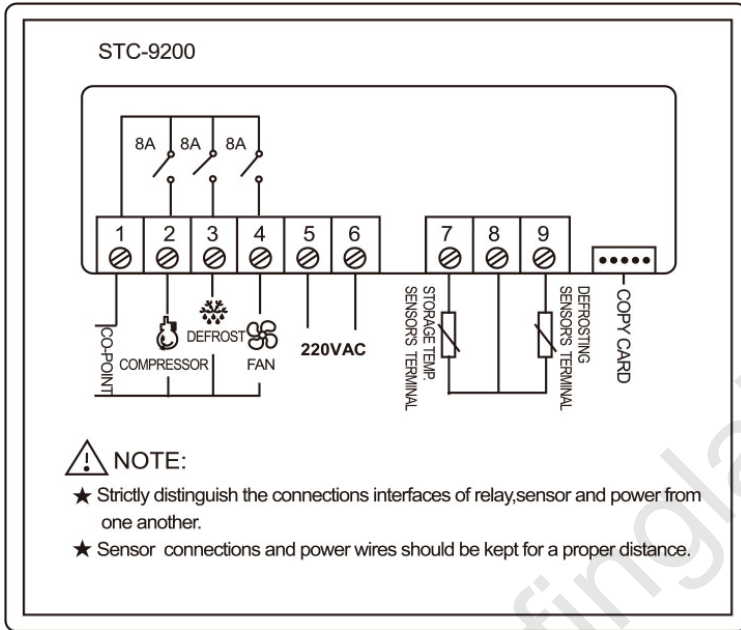 STC-9200
8A 8A 8A
1 2 3 4 5 6 7 8 9
CO-POINT
COMPRESSOR
DEFROST
FAN
220VAC
STORAGE TEMP.
SENSOR'S TERMINAL
DEFROSTING
SENSOR'S TERMINAL
COPY CARD
NOTE:
★ Strictly distinguish the connections interfaces of relay,sensor and power from
one another.
★ Sensor connections and power wires should be kept for a proper distance.